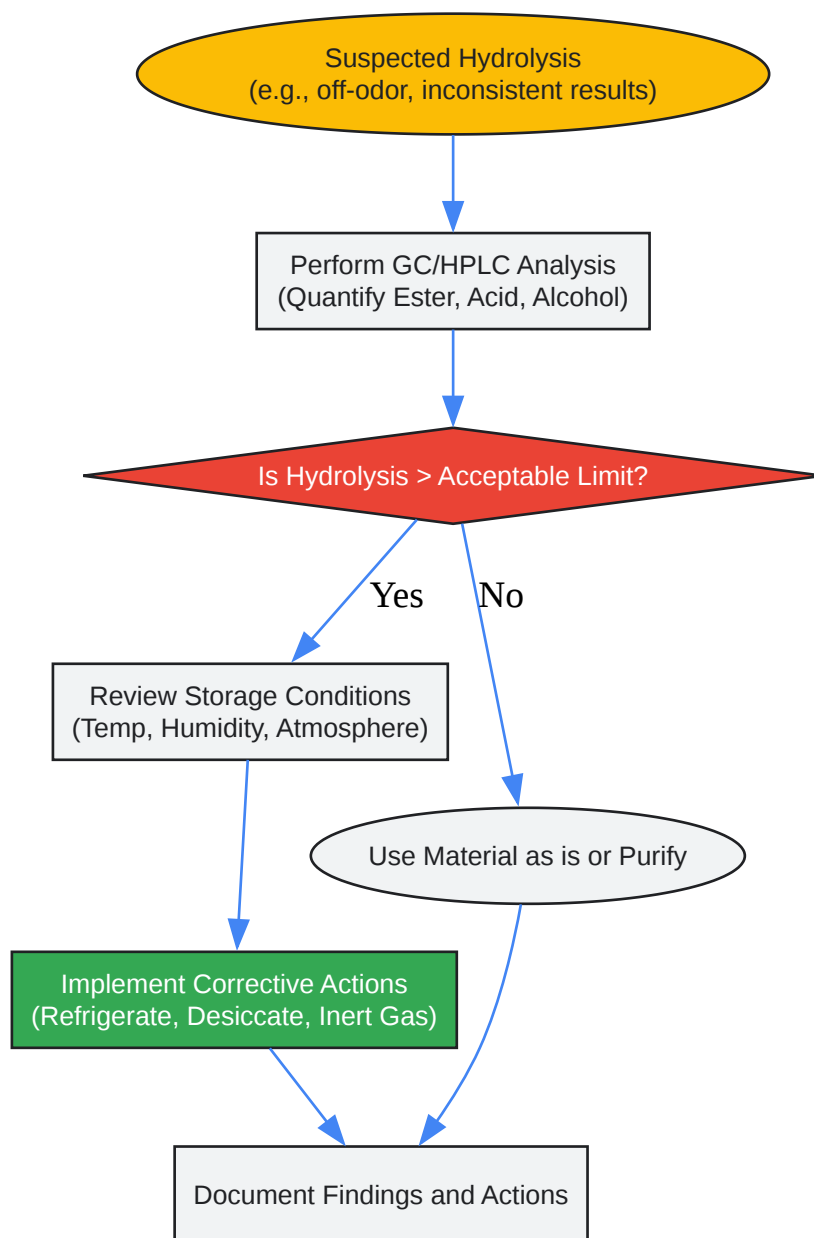 Suspected Hydrolysis
(e.g., off-odor, inconsistent results)
Perform GC/HPLC Analysis
(Quantify Ester, Acid, Alcohol)
Is Hydrolysis > Acceptable Limit?
Yes
No
Review Storage Conditions
(Temp, Humidity, Atmosphere)
Use Material as is or Purify
Implement Corrective Actions
(Refrigerate, Desiccate, Inert Gas)
Document Findings and Actions